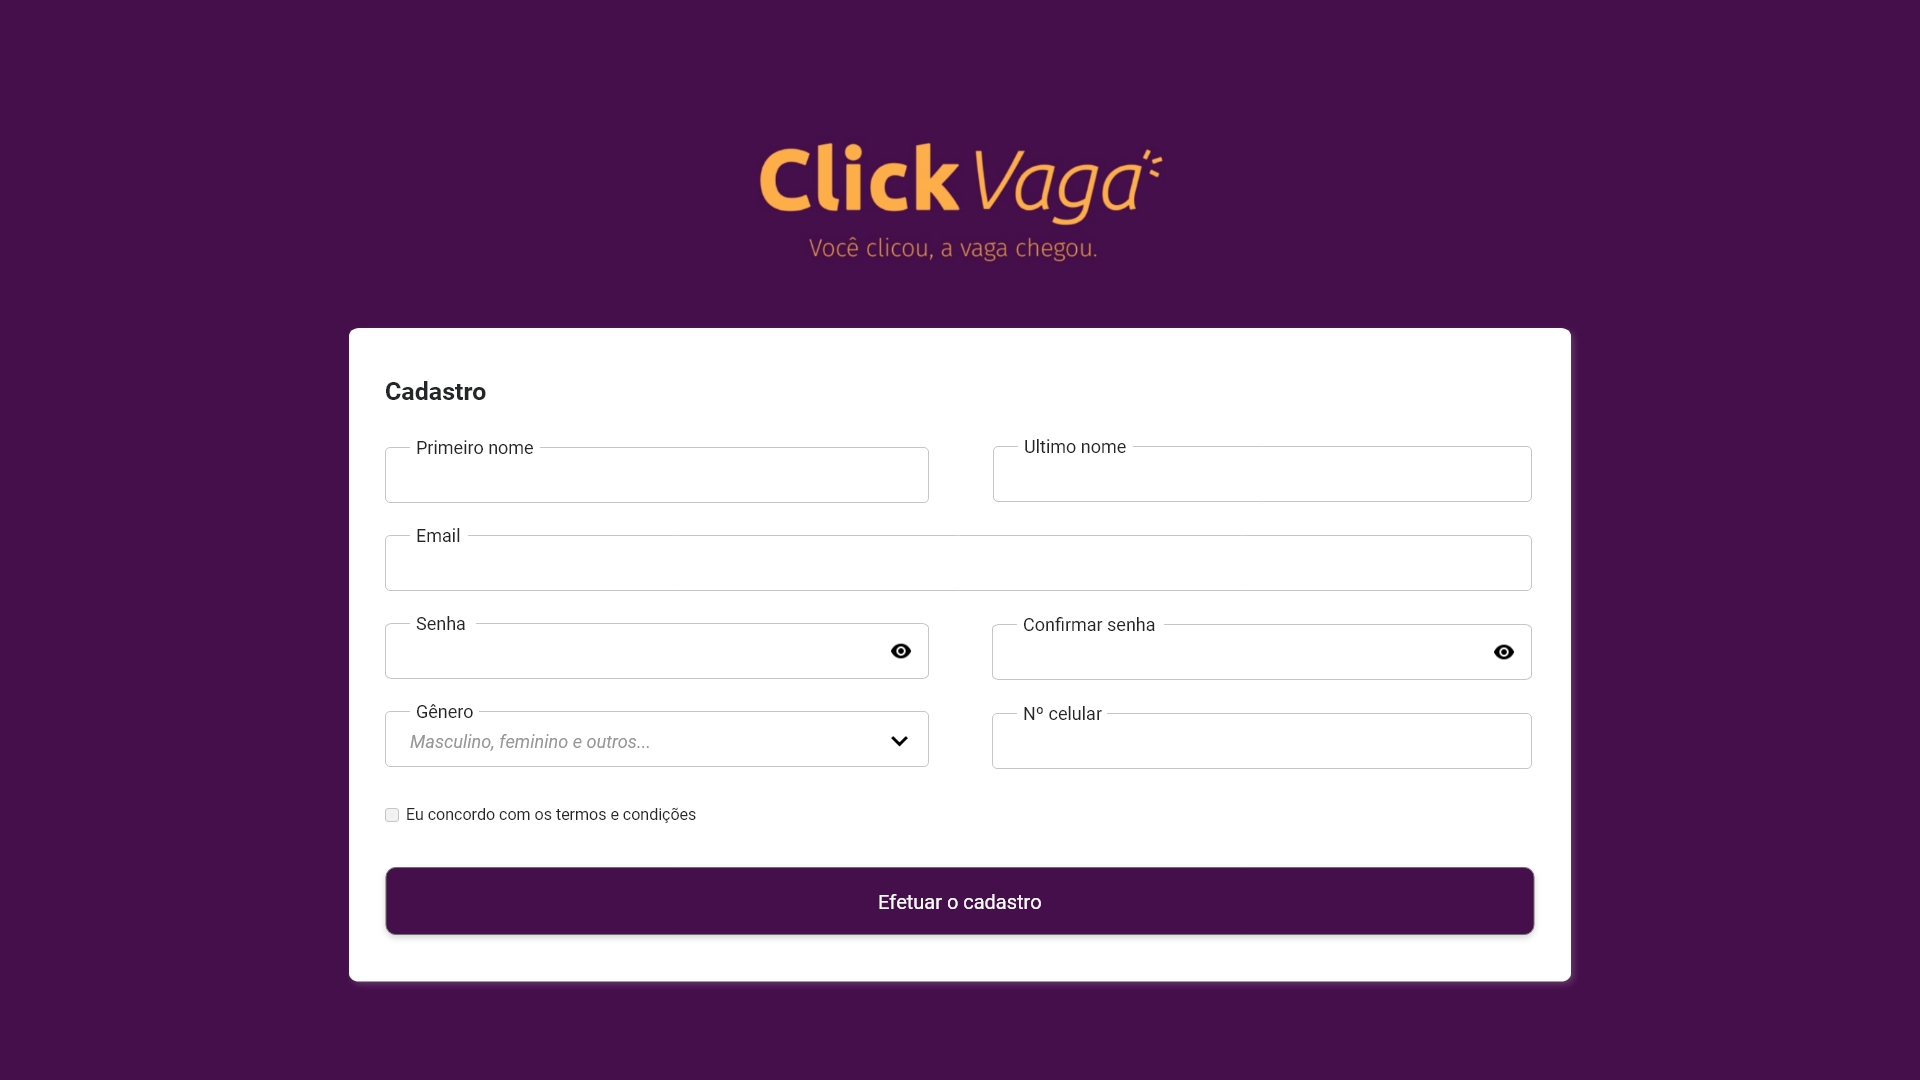 Click Vaga
Você clicou, a vaga chegou.
Cadastro
Primeiro nome
Ultimo nome
Email
Senha
Confirmar senha
Gênero
Masculino, feminino e outros...
Nº celular
Eu concordo com os termos e condições
Efetuar o cadastro